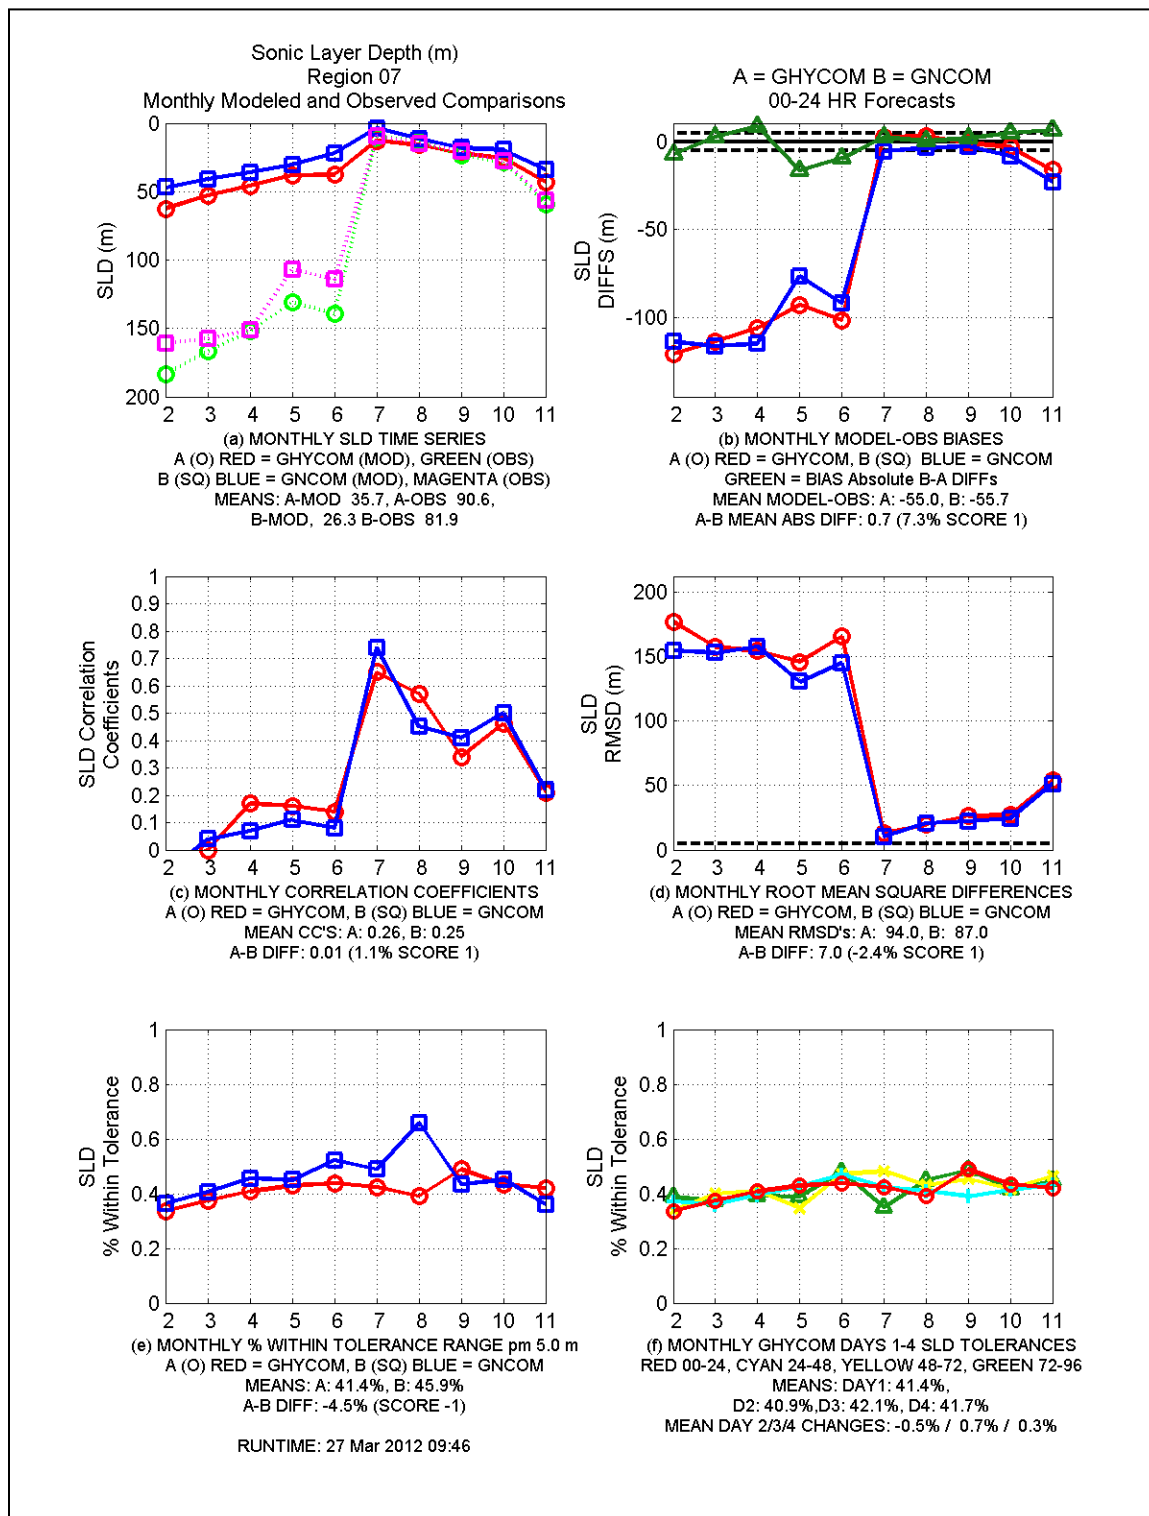 Sonic Layer Depth (m)
Region 07
Monthly Modeled and Observed Comparisons
0
50
100
150
200
SLD (m)
2 3 4 5 6 7 8 9 10 11
(a) MONTHLY SLD TIME SERIES
A (O) RED = GHYCOM (MOD), GREEN (OBS)
B (SQ) BLUE = GNCOM (MOD), MAGENTA (OBS)
MEANS: A-MOD 35.7, A-OBS 90.6,
B-MOD, 26.3 B-OBS 81.9
A = GHYCOM B = GNCOM
00-24 HR Forecasts
0
-50
-100
SLD
DIFFS (m)
2 3 4 5 6 7 8 9 10 11
(b) MONTHLY MODEL-OBS BIASES
A (O) RED = GHYCOM, B (SQ) BLUE = GNCOM
GREEN = BIAS Absolute B-A DIFFs
MEAN MODEL-OBS: A: -55.0, B: -55.7
A-B MEAN ABS DIFF: 0.7 (7.3% SCORE 1)
1
0.9
0.8
0.7
0.6
0.5
0.4
0.3
0.2
0.1
0
SLD Correlation
Coefficients
2 3 4 5 6 7 8 9 10 11
(c) MONTHLY CORRELATION COEFFICIENTS
A (O) RED = GHYCOM, B (SQ) BLUE = GNCOM
MEAN CC'S: A: 0.26, B: 0.25
A-B DIFF: 0.01 (1.1% SCORE 1)
200
150
100
50
0
SLD
RMSD (m)
2 3 4 5 6 7 8 9 10 11
(d) MONTHLY ROOT MEAN SQUARE DIFFERENCES
A (O) RED = GHYCOM, B (SQ) BLUE = GNCOM
MEAN RMSD's: A: 94.0, B: 87.0
A-B DIFF: 7.0 (-2.4% SCORE 1)
1
0.8
0.6
0.4
0.2
0
SLD
% Within Tolerance
2 3 4 5 6 7 8 9 10 11
(e) MONTHLY % WITHIN TOLERANCE RANGE pm 5.0 m
A (O) RED = GHYCOM, B (SQ) BLUE = GNCOM
MEANS: A: 41.4%, B: 45.9%
A-B DIFF: -4.5% (SCORE -1)
RUNTIME: 27 Mar 2012 09:46
1
0.8
0.6
0.4
0.2
0
SLD
% Within Tolerance
2 3 4 5 6 7 8 9 10 11
(f) MONTHLY GHYCOM DAYS 1-4 SLD TOLERANCES
RED 00-24, CYAN 24-48, YELLOW 48-72, GREEN 72-96
MEANS: DAY1: 41.4%,
D2: 40.9%,D3: 42.1%, D4: 41.7%
MEAN DAY 2/3/4 CHANGES: -0.5% / 0.7% / 0.3%